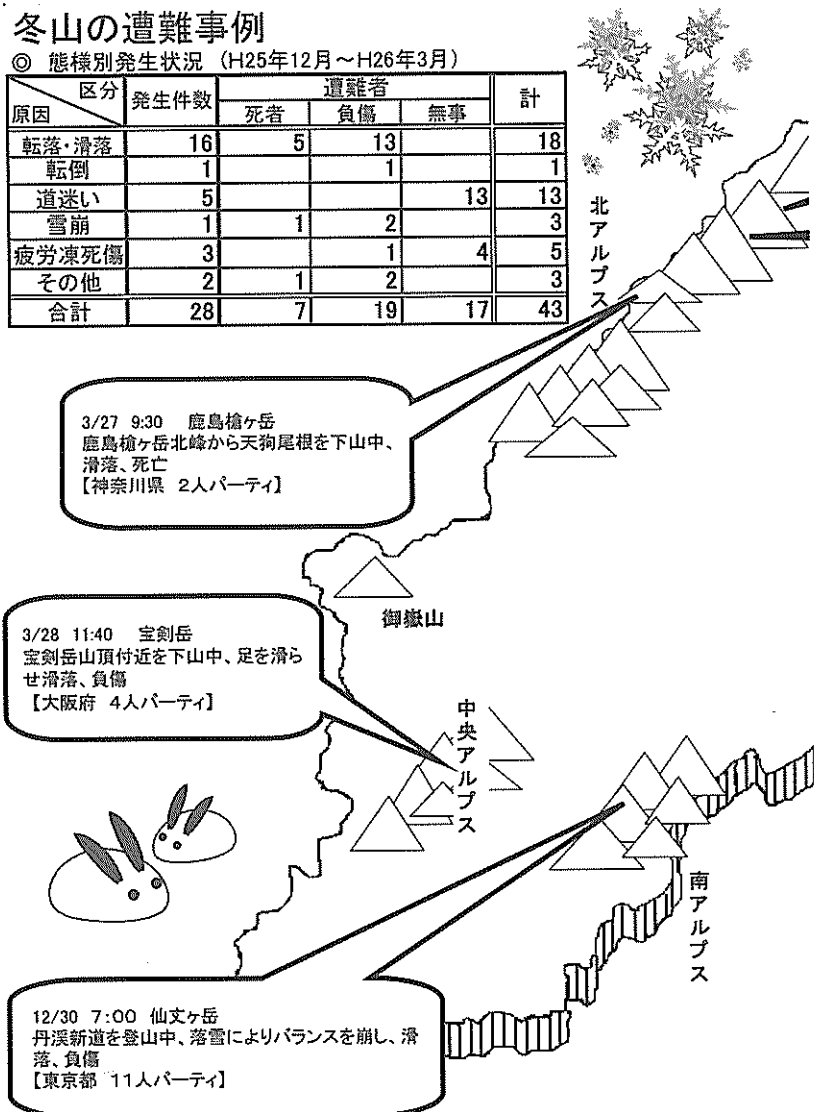 冬山の遭難事例
◎ 態様別発生状況 (H25年12月～H26年3月)
区分 発生件数 遭難者 計
原因 死者 負傷 無事
転落・滑落 16 5 13 18
転倒 1 1 1
道迷い 5 13 13
雪崩 1 1 2 3
疲労凍死傷 3 1 4 5
その他 2 1 2 3
合計 28 7 19 17 43
北アルプス
3/27 9:30 鹿島槍ヶ岳
鹿島槍ヶ岳北峰から天狗尾根を下山中、
滑落、死亡
【神奈川県 2人パーティ】
御嶽山
3/28 11:40 宝剣岳
宝剣岳山頂付近を下山中、足を滑ら
せ滑落、負傷
【大阪府 4人パーティ】
中央アルプス
南アルプス
12/30 7:00 仙丈ヶ岳
丹渓新道を登山中、落雪によりバランスを崩し、滑
落、負傷
【東京都 11人パーティ】